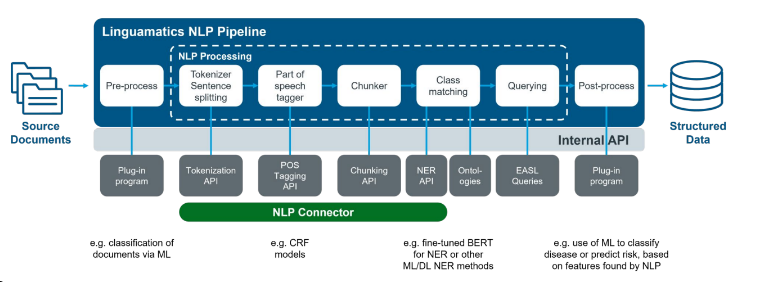 Linguamatics NLP Pipeline
NLP Processing
Pre-process
Tokenizer
Sentence
splitting
Part of
speech
tagger
Chunker
Class
matching
Querying
Post-process
Source
Documents
Structured
Data
Internal API
Plug-in
program
Tokenization
API
POS
Tagging
API
Chunking
API
NER
API
Ontol-
ogies
EASL
Queries
Plug-in
program
NLP Connector
e.g. classification of
documents via ML
e.g. CRF
models
e.g. fine-tuned BERT
for NER or other
ML/DL NER methods
e.g. use of ML to classify
disease or predict risk, based
on features found by NLP